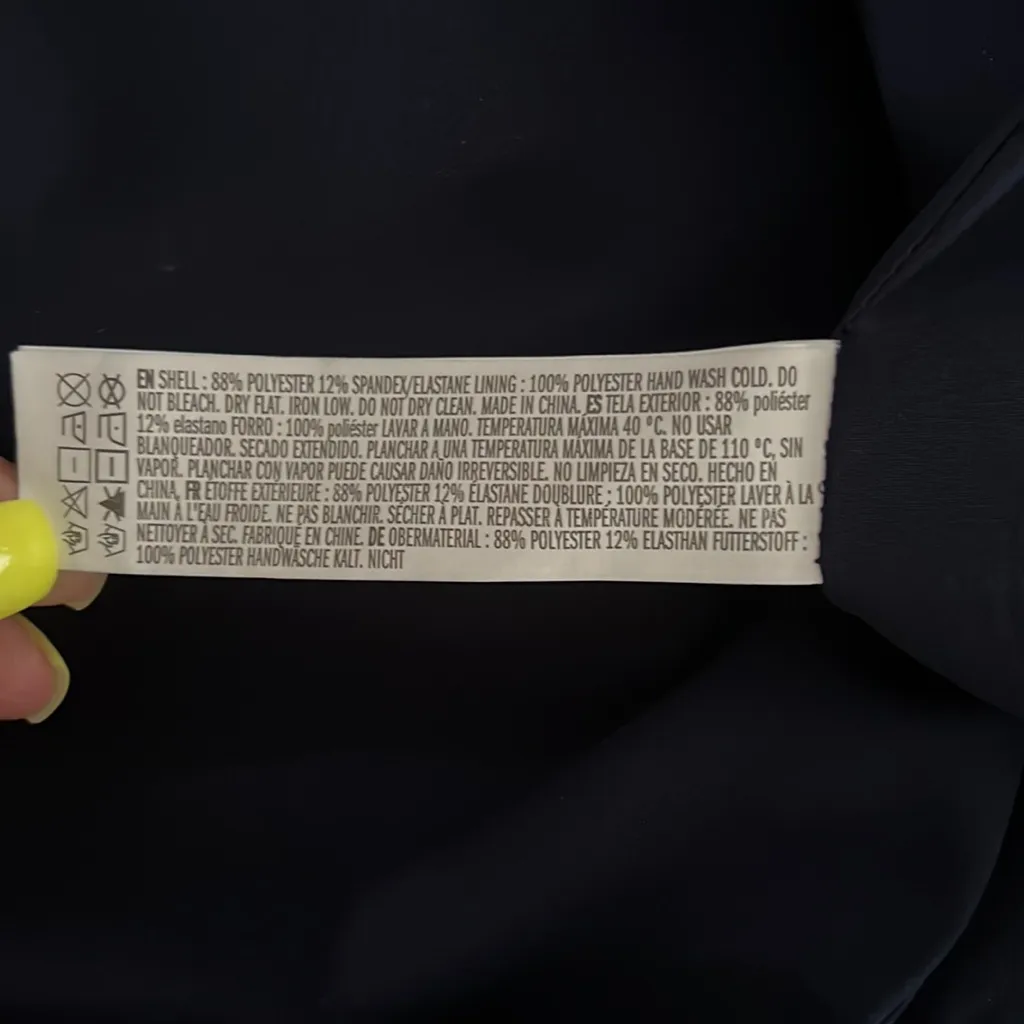 EN SHELL : 88% POLYESTER 12% SPANDEX/ELASTANE LINING : 100% POLYESTER HAND WASH COLD. DO
NOT BLEACH. DRY FLAT. IRON LOW. DO NOT DRY CLEAN. MADE IN CHINA. ES TELA EXTERIOR : 88% poliéster
12% elastano FORRO : 100% poliéster LAVAR A MANO. TEMPERATURA MÁXIMA 40 °C. NO USAR
BLANQUEADOR. SECADO EXTENDIDO. PLANCHAR A UNA TEMPERATURA MÁXIMA DE LA BASE DE 110 °C, SIN
VAPOR. PLANCHAR CON VAPOR PUEDE CAUSAR DAÑO IRREVERSIBLE. NO LIMPIEZA EN SECO. HECHO EN
CHINA, FR ÉTOFFE EXTÉRIEURE : 88% POLYESTER 12% ÉLASTANE DOUBLURE : 100% POLYESTER LAVER À LA
MAIN À L'EAU FROIDE. NE PAS BLANCHIR. SÉCHER À PLAT. REPASSER À TEMPÉRATURE MODÉRÉE. NE PAS
NETTOYER À SEC. FABRIQUÉ EN CHINE. DE OBERMATERIAL : 88% POLYESTER 12% ELASTHAN FUTTERSTOFF :
100% POLYESTER HANDWÄSCHE KALT. NICHT